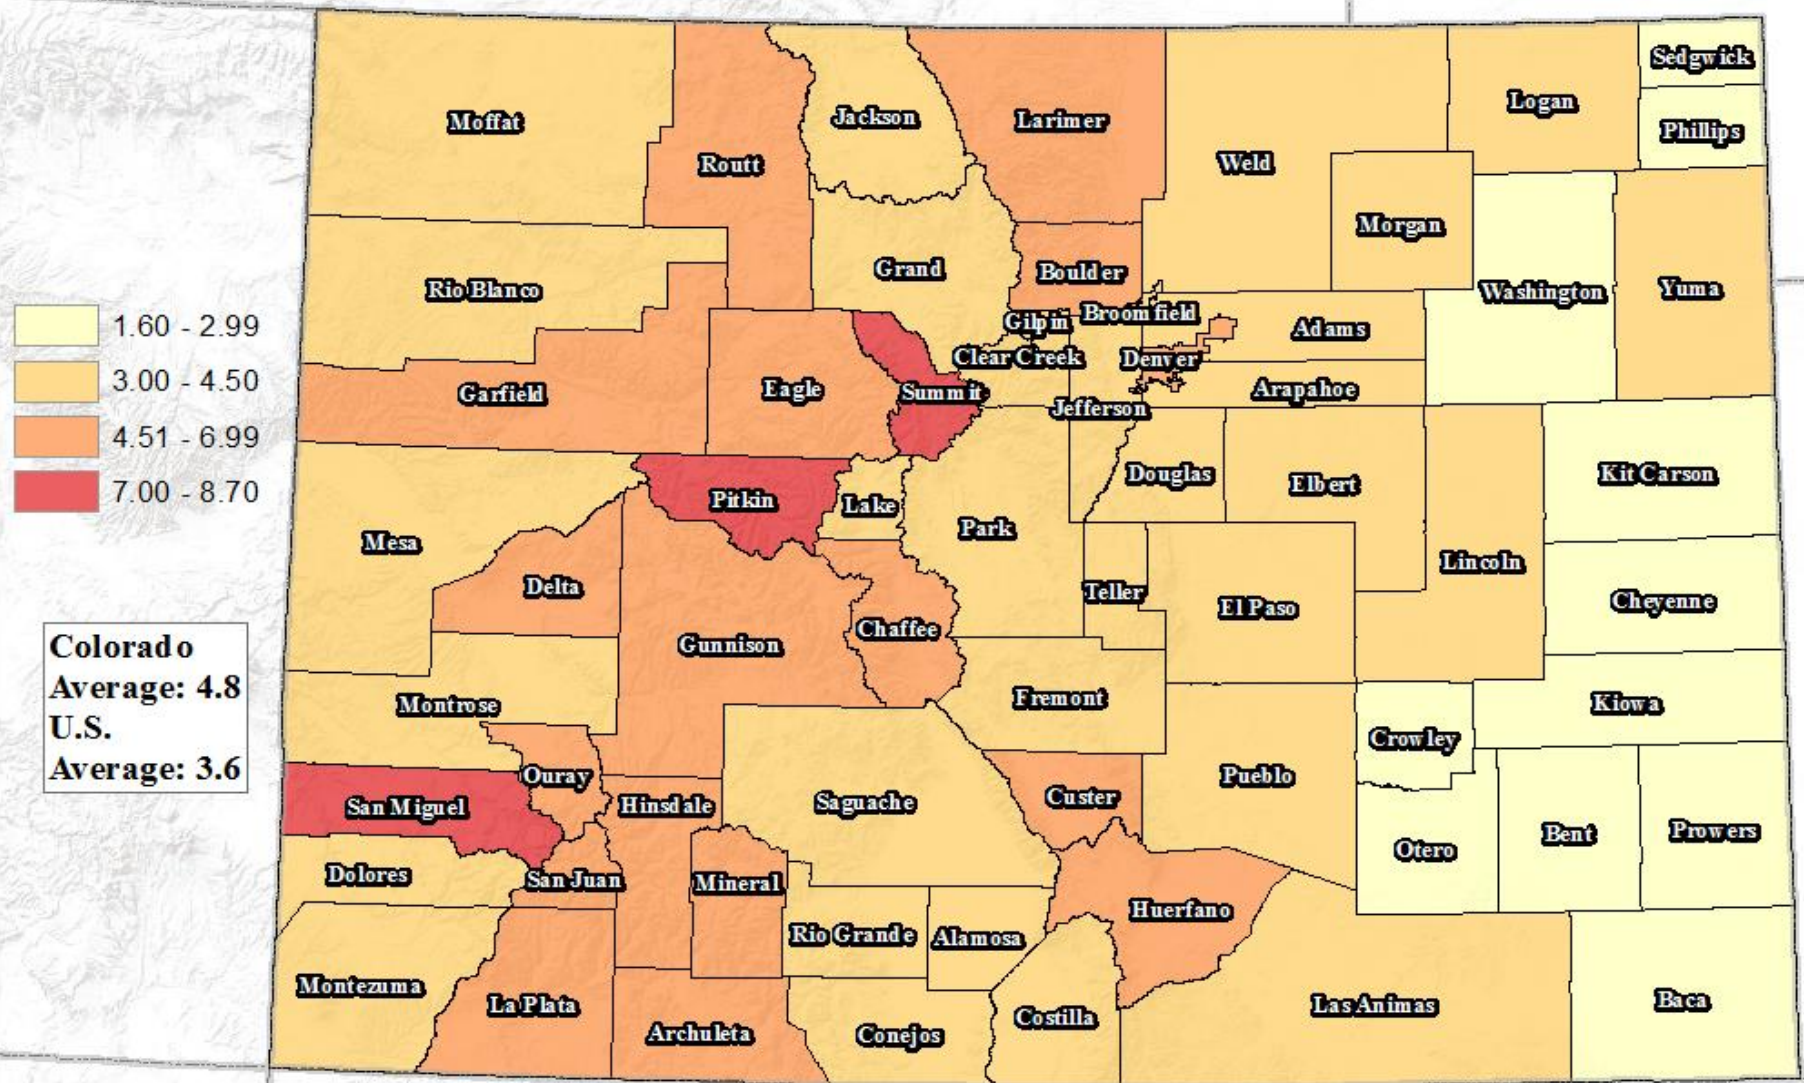 Sedgwick
Logan
Moffat
Jackson
Larimer
Phillips
Routt
Weld
Morgan
Grand
Boulder
Rio Blanco
Washington
Yuma
Gilpin
Broomfield
1.60 - 2.99
Adams
Clear Creek
Denver
3.00 - 4.50
Garfield
Eagle
Summit
Arapahoe
Jefferson
4.51 - 6.99
Douglas
Elbert
Kit Carson
7.00 - 8.70
Pitkin
Lake
Park
Mesa
Lincoln
Delta
Teller
El Paso
Cheyenne
Colorado
Average: 4.8
U.S.
Average: 3.6
Gunnison
Chaffee
Montrose
Fremont
Kiowa
Crowley
Ouray
Pueblo
San Miguel
Hinsdale
Saguache
Custer
Otero
Bent
Prowers
Dolores
San Juan
Mineral
Huerfano
Rio Grande
Alamosa
Montezuma
La Plata
Archuleta
Conejos
Costilla
Las Animas
Baca